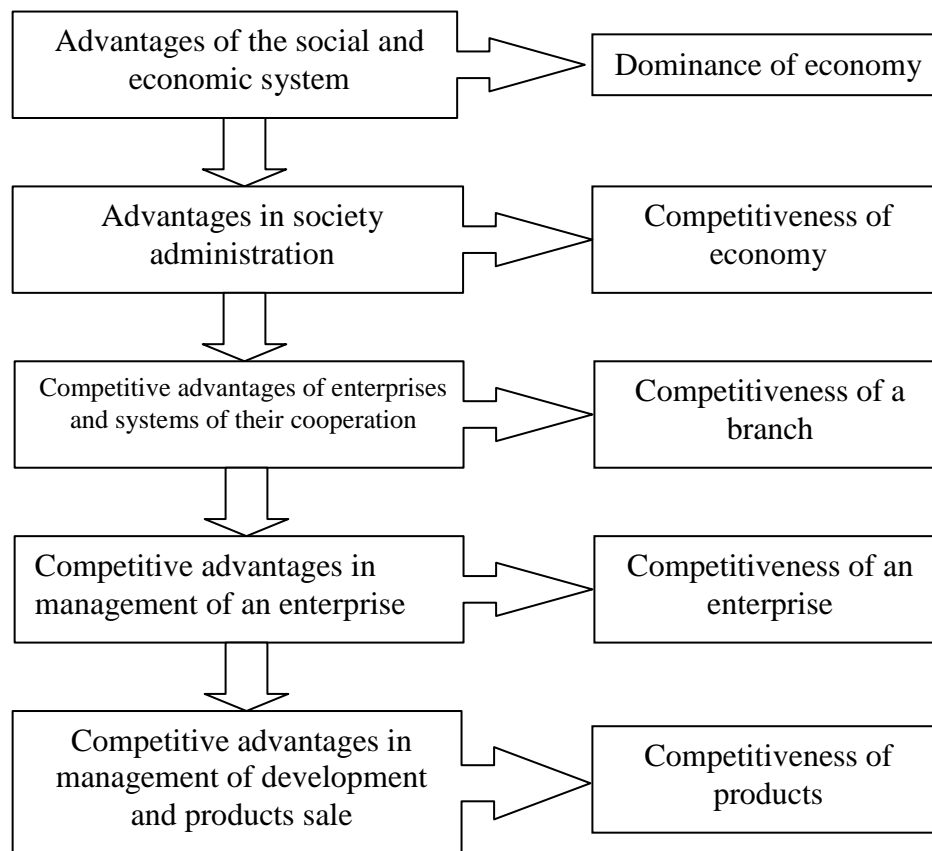 Advantages of the social and
economic system
Dominance of economy
Advantages in society
administration
Competitiveness of
economy
Competitive advantages of enterprises
and systems of their cooperation
Competitiveness of a
branch
Competitive advantages in
management of an enterprise
Competitiveness of an
enterprise
Competitive advantages in
management of development
and products sale
Competitiveness of
products